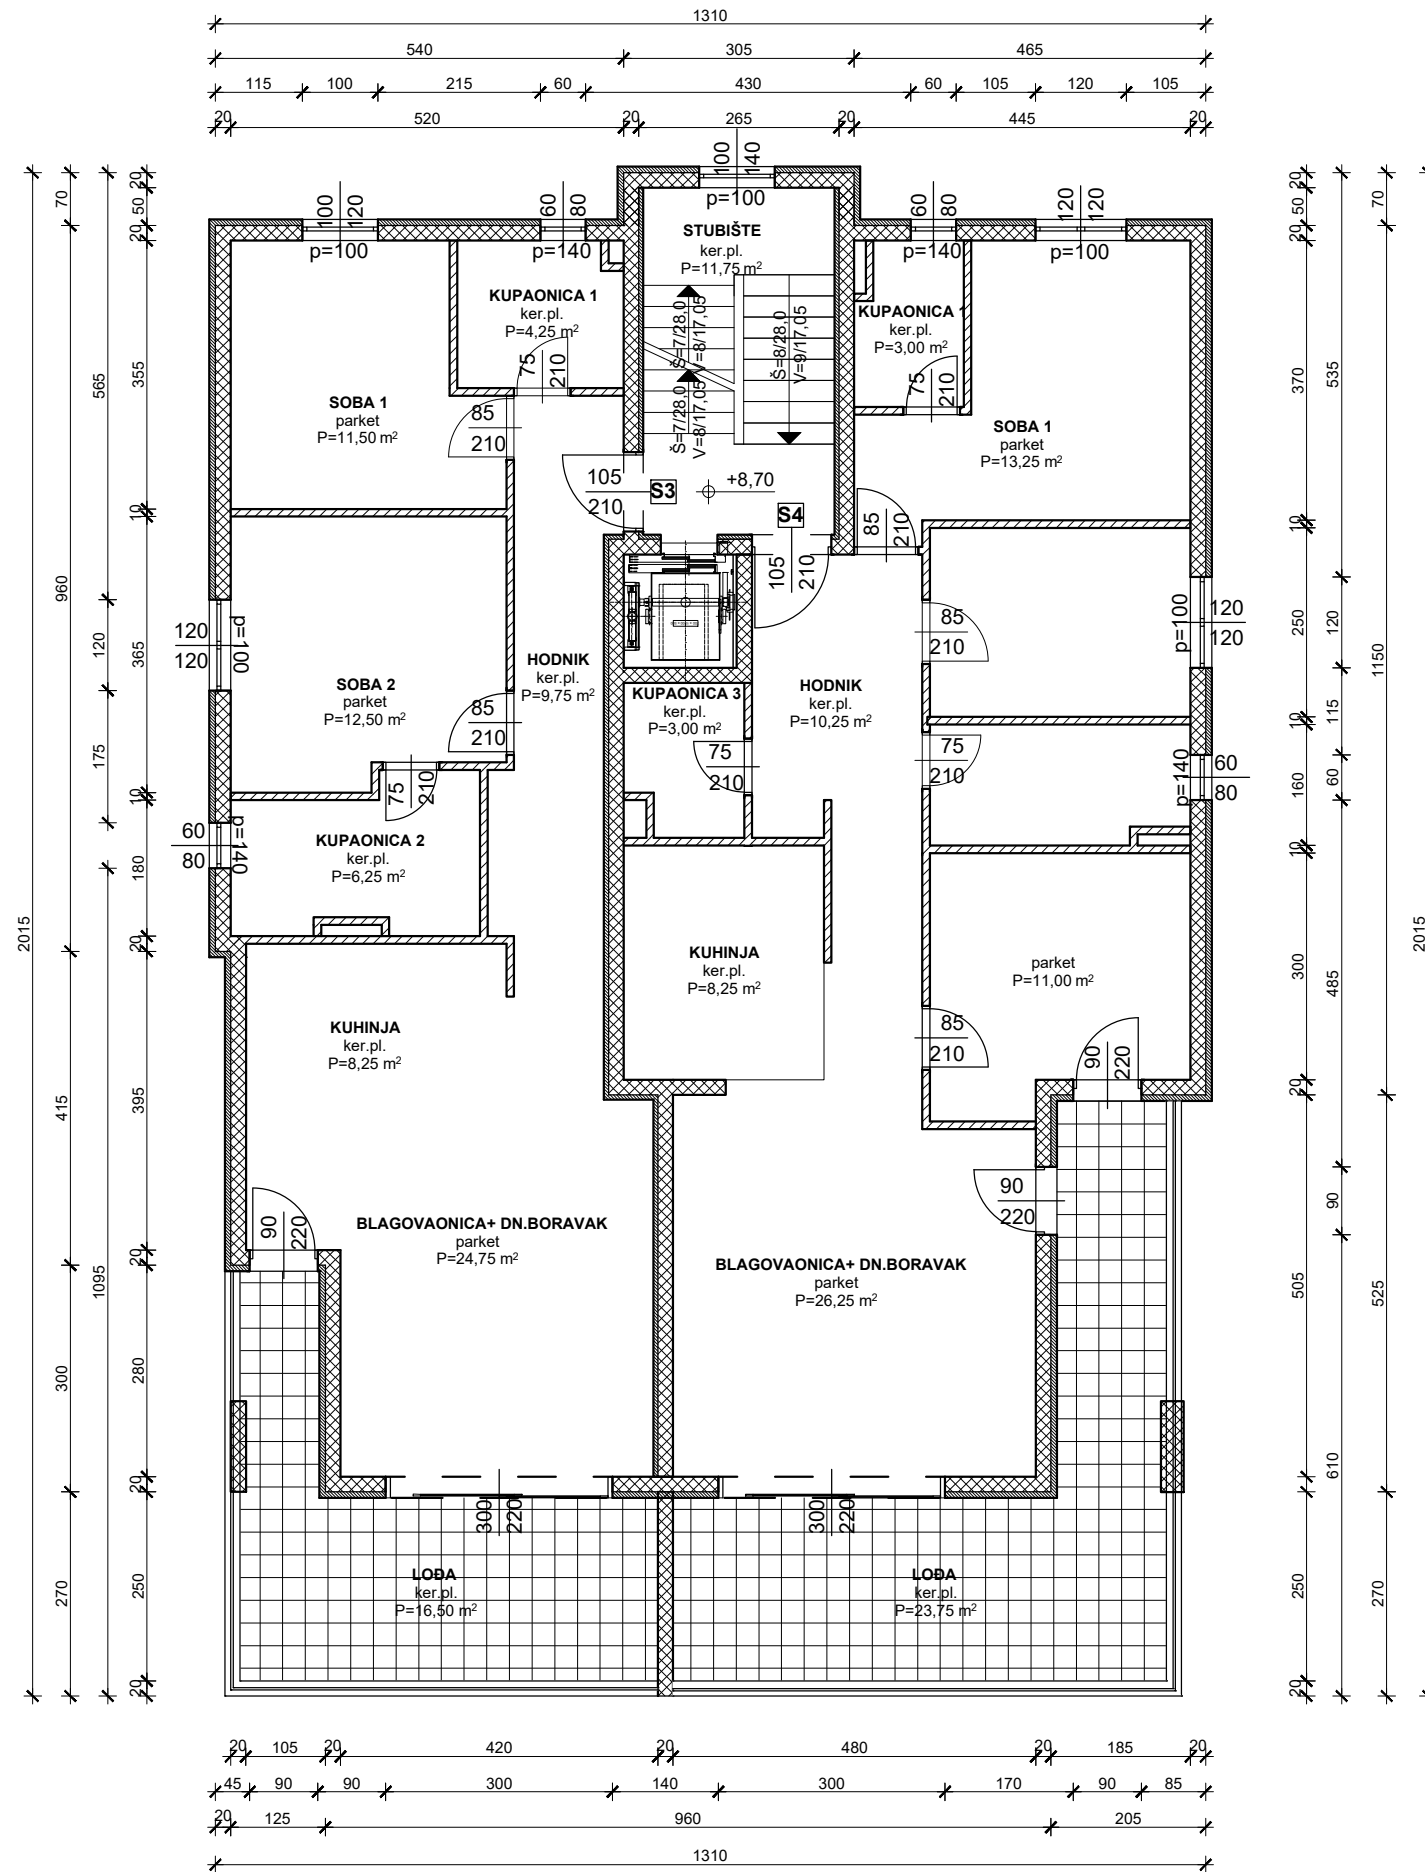 1310
540 305 465
115 100 215 60 430 60 105 120 105
20 520 20 265 20 445 20
100
120
p=100
60
80
p=140
100
140
p=100
60
80
p=140
120
120
p=100
STUBIŠTE
ker.pl.
P=11,75 m²
Š=7/28,0
V=8/17,05
Š=7/28,0
V=8/17,05
Š=8/28,0
V=9/17,05
KUPAONICA 1
ker.pl.
P=4,25 m²
75
210
KUPAONICA 1
ker.pl.
P=3,00 m²
75
210
SOBA 1
parket
P=11,50 m²
85
210
SOBA 1
parket
P=13,25 m²
105
210
S3
+8,70
S4
105
210
85
210
85
210
p=100
120
120
120
120
p=100
SOBA 2
parket
P=12,50 m²
85
210
HODNIK
ker.pl.
P=9,75 m²
KUPAONICA 3
ker.pl.
P=3,00 m²
75
210
HODNIK
ker.pl.
P=10,25 m²
75
210
p=140
60
80
75
210
60
80
p=140
KUPAONICA 2
ker.pl.
P=6,25 m²
KUHINJA
ker.pl.
P=8,25 m²
parket
P=11,00 m²
KUHINJA
ker.pl.
P=8,25 m²
85
210
90
220
90
220
90
220
BLAGOVAONICA+ DN.BORAVAK
parket
P=24,75 m²
BLAGOVAONICA+ DN.BORAVAK
parket
P=26,25 m²
300
220
300
220
LOĐA
ker.pl.
P=16,50 m²
LOĐA
ker.pl.
P=23,75 m²
2015
70 960 415 300 270
565 120 175 1095
20 50 20 355 10 365 10 180 20 395 20 280 20 250 20
20 50 20 370 10 250 10 160 10 300 20 505 20 250 20
535 120 115 60 485 90 610
70 1150 525 270
2015
20 105 20 420 20 480 20 185 20
45 90 90 300 140 300 170 90 85
20 125 960 205
1310